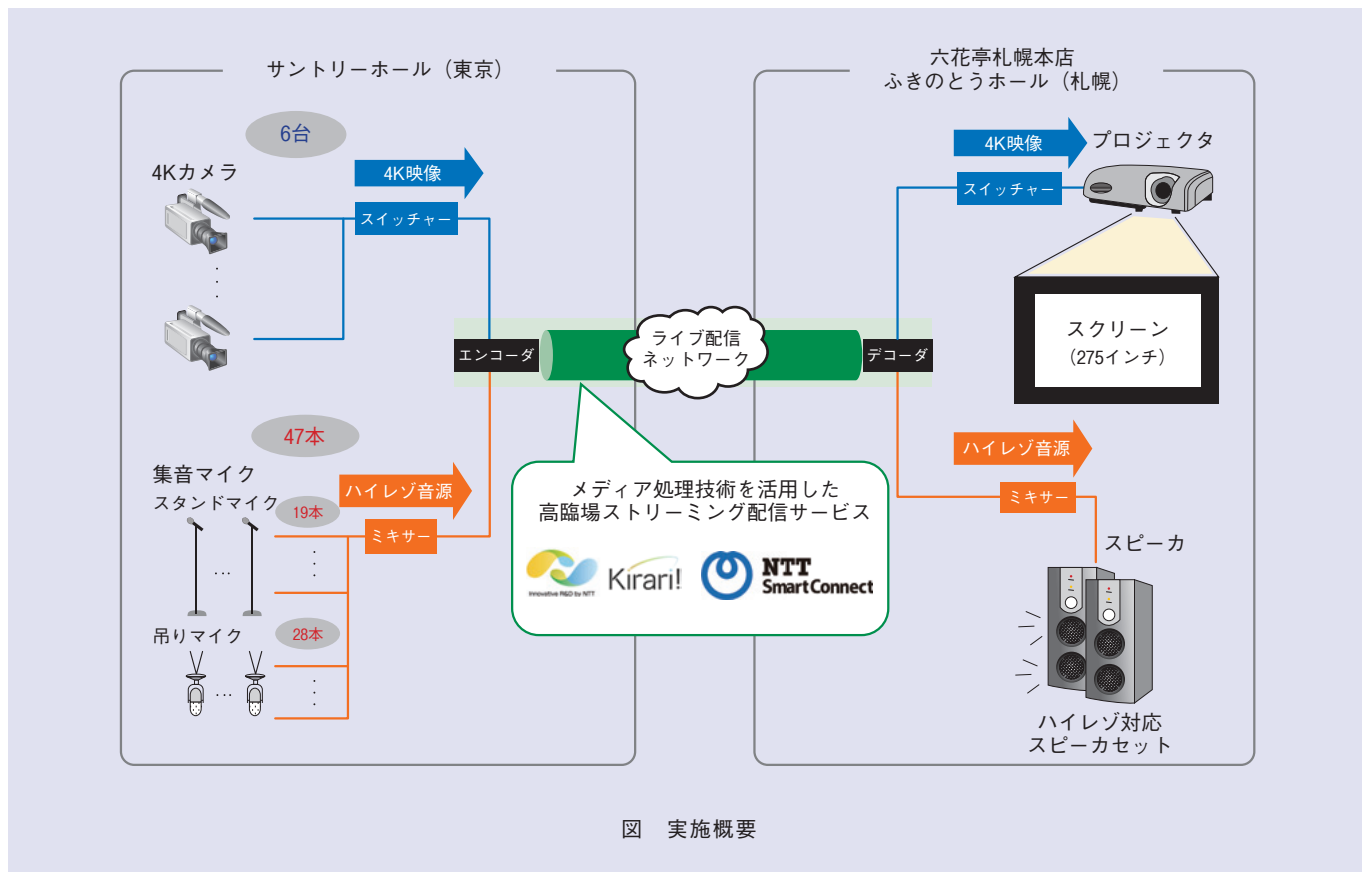 サントリーホール（東京）
6台
4Kカメラ
4K映像
スイッチャー
エンコーダ
47本
集音マイク
スタンドマイク
19本
ハイレゾ音源
ミキサー
吊りマイク
28本
ライブ配信
ネットワーク
メディア処理技術を活用した
高臨場ストリーミング配信サービス
Innovative R&D by NTT
Kirari!
NTT
SmartConnect
六花亭札幌本店
ふきのとうホール（札幌）
4K映像
プロジェクタ
スイッチャー
デコーダ
スクリーン
（275インチ）
ハイレゾ音源
ミキサー
スピーカ
ハイレゾ対応
スピーカセット
図　実施概要